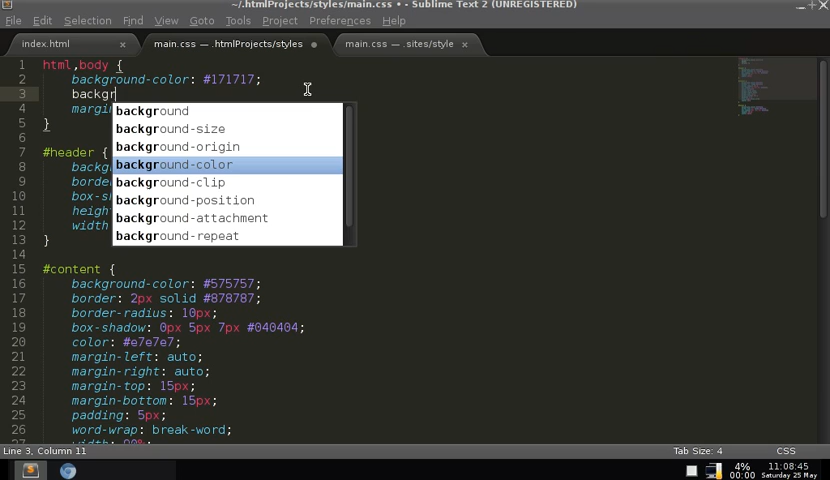 ~/.htmlProjects/styles/main.css • - Sublime Text 2 (UNREGISTERED)
File Edit Selection Find View Goto Tools Project Preferences Help
index.html × main.css — .htmlProjects/styles • main.css — .sites/style ×
1 html,body {
2 background-color: #171717;
3 backgr
4 margin
5 }
6
7 #header {
8 backg
9 borde
10 box-s
11 heigh
12 width
13 }
14
15 #content {
16 background-color: #575757;
17 border: 2px solid #878787;
18 border-radius: 10px;
19 box-shadow: 0px 5px 7px #040404;
20 color: #e7e7e7;
21 margin-left: auto;
22 margin-right: auto;
23 margin-top: 15px;
24 margin-bottom: 15px;
25 padding: 5px;
26 word-wrap: break-word;
27 width: 90%;
background
background-size
background-origin
background-color
background-clip
background-position
background-attachment
background-repeat
Line 3, Column 11 Tab Size: 4 CSS
4% 11:08:45
00:00 Saturday 25 May